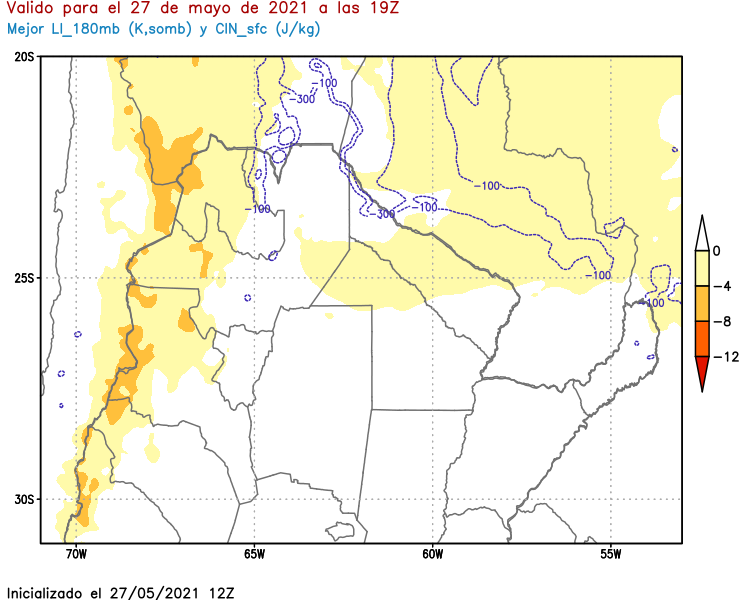 Valido para el 27 de mayo de 2021 a las 19Z
Mejor LI_180mb (K,somb) y CIN_sfc (J/kg)
20S
25S
30S
70W
65W
60W
55W
-100
-300
-100
-300
-100
-100
-100
-100
0
-4
-8
-12
Inicializado el 27/05/2021 12Z